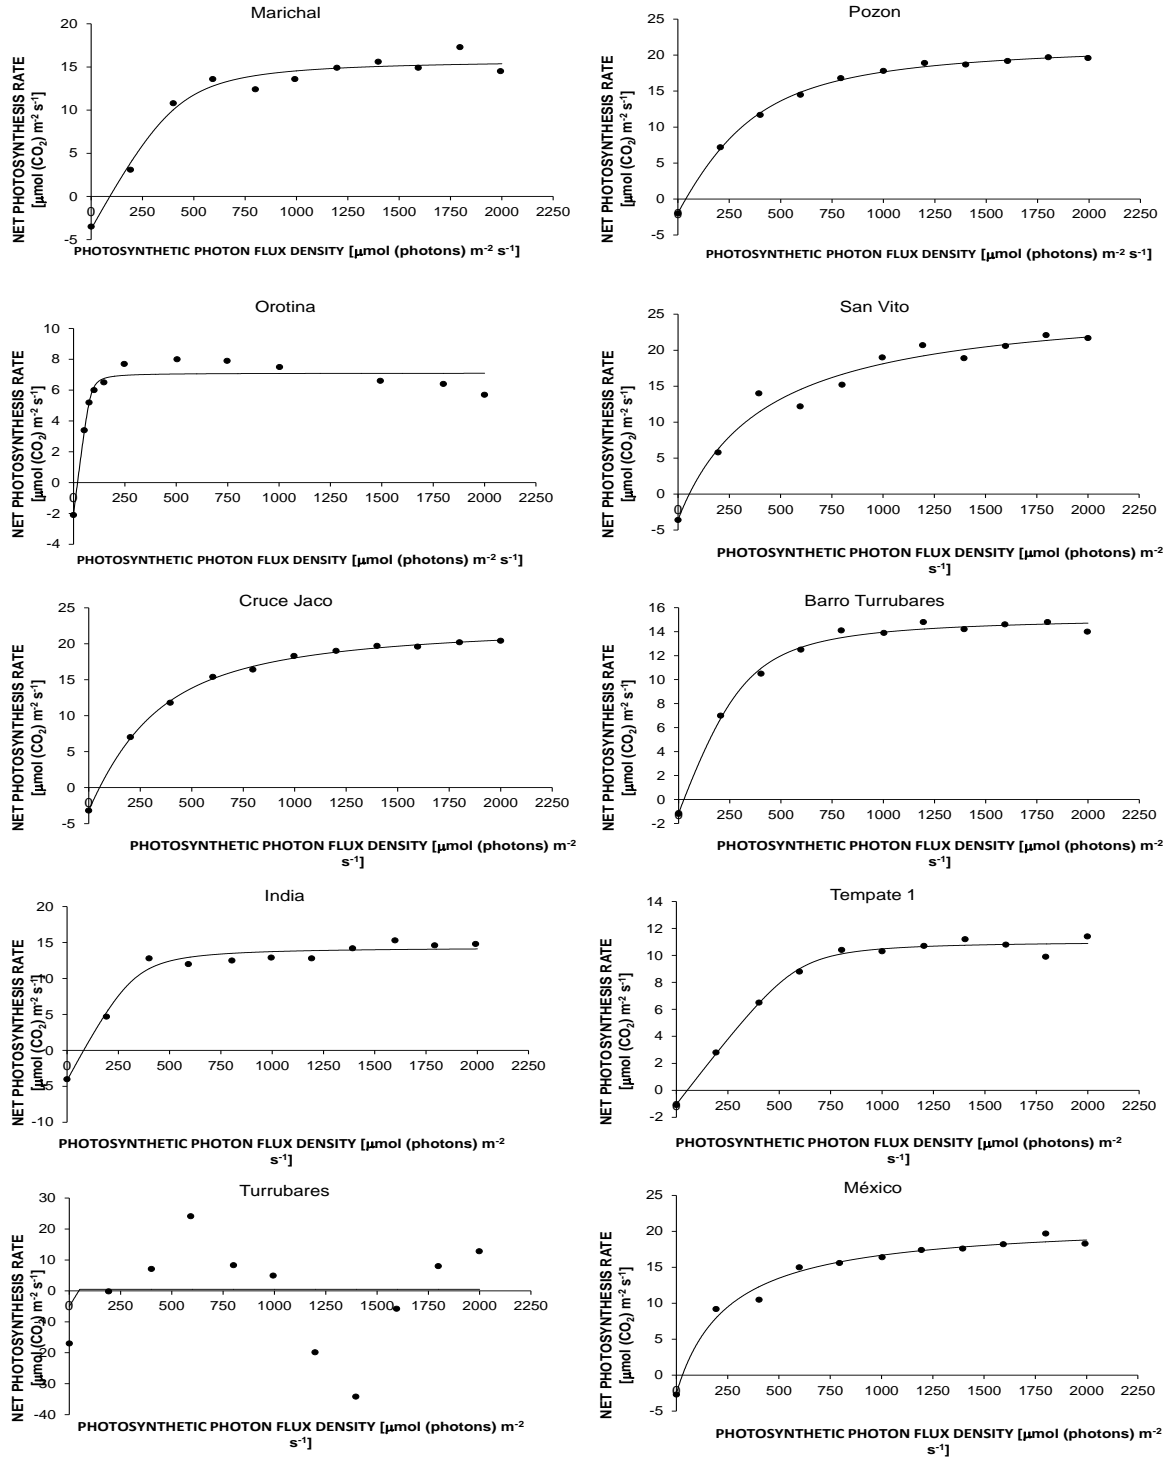 Marichal
NET PHOTOSYNTHESIS RATE
[µmol (CO2) m-2 s-1]
20
15
10
5
0
-5
0 250 500 750 1000 1250 1500 1750 2000 2250
PHOTOSYNTHETIC PHOTON FLUX DENSITY [µmol (photons) m-2 s-1]
Pozon
NET PHOTOSYNTHESIS RATE
[µmol (CO2) m-2 s-1]
25
20
15
10
5
0
-5
0 250 500 750 1000 1250 1500 1750 2000 2250
PHOTOSYNTHETIC PHOTON FLUX DENSITY [µmol (photons) m-2 s-1]
Orotina
NET PHOTOSYNTHESIS RATE
[µmol (CO2) m-2 s-1]
10
8
6
4
2
0
-2
-4
0 250 500 750 1000 1250 1500 1750 2000 2250
PHOTOSYNTHETIC PHOTON FLUX DENSITY [µmol (photons) m-2 s-1]
San Vito
NET PHOTOSYNTHESIS RATE
[µmol (CO2) m-2 s-1]
25
20
15
10
5
0
-5
0 250 500 750 1000 1250 1500 1750 2000 2250
PHOTOSYNTHETIC PHOTON FLUX DENSITY [µmol (photons) m-2
s-1]
Cruce Jaco
NET PHOTOSYNTHESIS RATE
[µmol (CO2) m-2 s-1]
25
20
15
10
5
0
-5
0 250 500 750 1000 1250 1500 1750 2000 2250
PHOTOSYNTHETIC PHOTON FLUX DENSITY [µmol (photons) m-2
s-1]
Barro Turrubares
NET PHOTOSYNTHESIS RATE
[µmol (CO2) m-2 s-1]
16
14
12
10
8
6
4
2
0
-2
0 250 500 750 1000 1250 1500 1750 2000 2250
PHOTOSYNTHETIC PHOTON FLUX DENSITY [µmol (photons) m-2
s-1]
India
NET PHOTOSYNTHESIS RATE
[µmol (CO2) m-2 s-1]
20
15
10
5
0
-5
-10
0 250 500 750 1000 1250 1500 1750 2000 2250
PHOTOSYNTHETIC PHOTON FLUX DENSITY [µmol (photons) m-2
s-1]
Tempate 1
NET PHOTOSYNTHESIS RATE
[µmol (CO2) m-2 s-1]
14
12
10
8
6
4
2
0
-2
0 250 500 750 1000 1250 1500 1750 2000 2250
PHOTOSYNTHETIC PHOTON FLUX DENSITY [µmol (photons) m-2
s-1]
Turrubares
NET PHOTOSYNTHESIS RATE
[µmol (CO2) m-2 s-1]
30
20
10
0
-10
-20
-30
-40
0 250 500 750 1000 1250 1500 1750 2000 2250
PHOTOSYNTHETIC PHOTON FLUX DENSITY [µmol (photons) m-2
s-1]
México
NET PHOTOSYNTHESIS RATE
[µmol (CO2) m-2 s-1]
25
20
15
10
5
0
-5
0 250 500 750 1000 1250 1500 1750 2000 2250
PHOTOSYNTHETIC PHOTON FLUX DENSITY [µmol (photons) m-2
s-1]